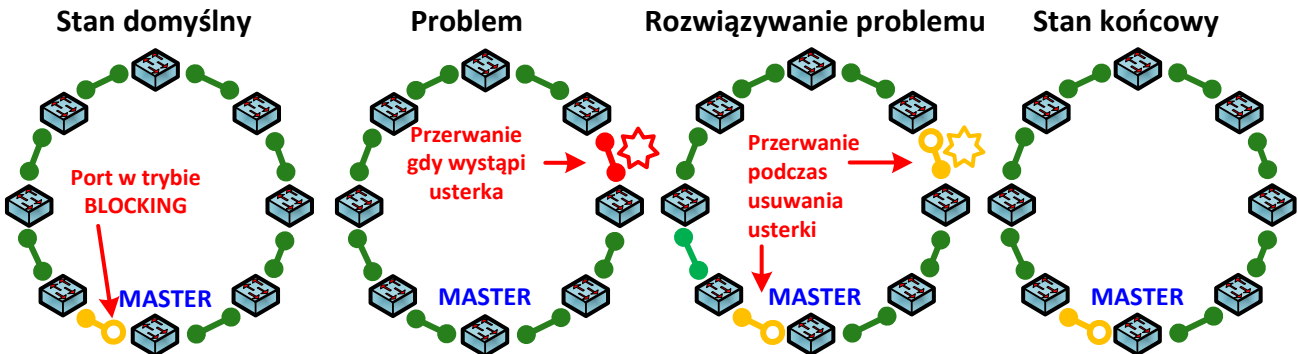 Stan domyślny
Problem
Rozwiązywanie problemu
Stan końcowy
Port w trybie
BLOCKING
MASTER
Przerwanie
gdy wystąpi
usterka
MASTER
Przerwanie
podczas
usuwania
usterki
MASTER
MASTER